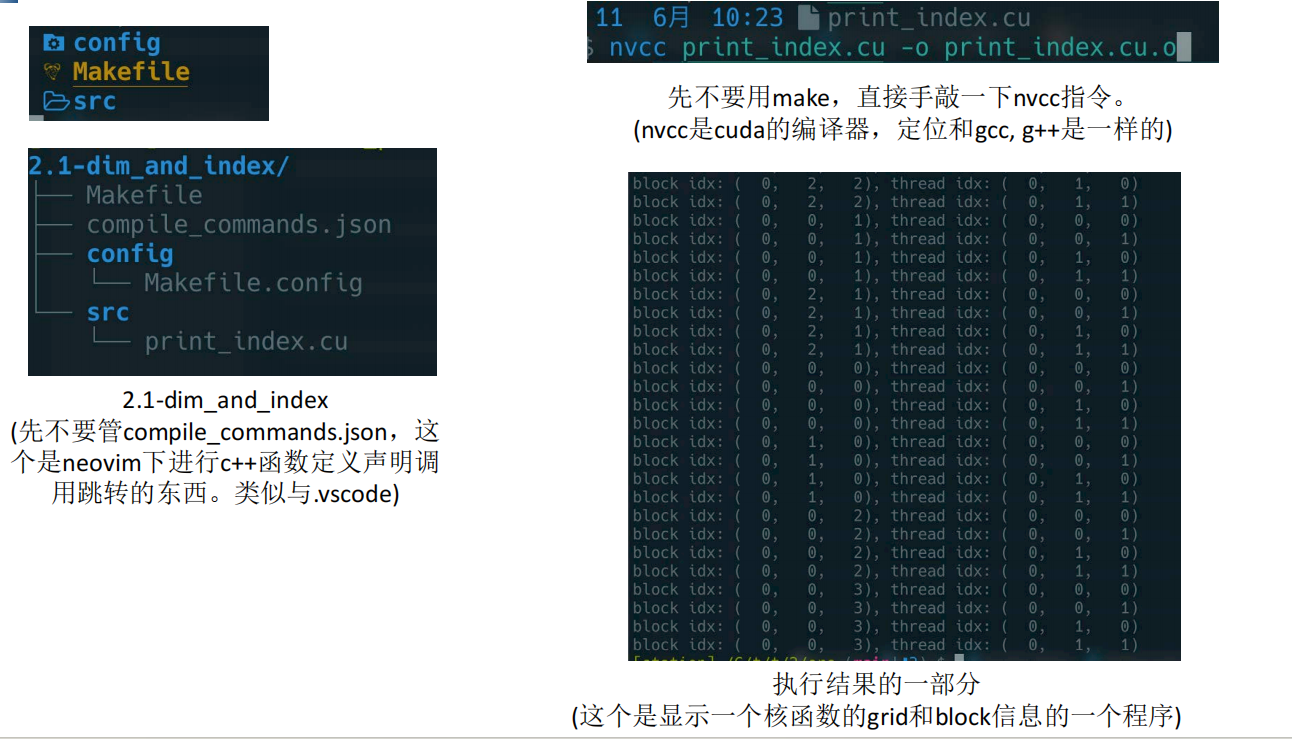 config
Makefile
src
2.1-dim_and_index/
Makefile
compile_commands.json
config
Makefile.config
src
print_index.cu
2.1-dim_and_index
(先不要管compile_commands.json，这
个是neovim下进行c++函数定义声明调
用跳转的东西。类似与.vscode)
11 6月 10:23 print_index.cu
$ nvcc print_index.cu -o print_index.cu.o
先不要用make，直接手敲一下nvcc指令。
(nvcc是cuda的编译器，定位和gcc, g++是一样的)
block idx: ( 0, 2, 2), thread idx: ( 0, 1, 0)
block idx: ( 0, 2, 2), thread idx: ( 0, 1, 1)
block idx: ( 0, 0, 1), thread idx: ( 0, 0, 0)
block idx: ( 0, 0, 1), thread idx: ( 0, 0, 1)
block idx: ( 0, 0, 1), thread idx: ( 0, 1, 0)
block idx: ( 0, 0, 1), thread idx: ( 0, 1, 1)
block idx: ( 0, 2, 1), thread idx: ( 0, 0, 0)
block idx: ( 0, 2, 1), thread idx: ( 0, 0, 1)
block idx: ( 0, 2, 1), thread idx: ( 0, 1, 0)
block idx: ( 0, 2, 1), thread idx: ( 0, 1, 1)
block idx: ( 0, 0, 0), thread idx: ( 0, 0, 0)
block idx: ( 0, 0, 0), thread idx: ( 0, 0, 1)
block idx: ( 0, 0, 0), thread idx: ( 0, 1, 0)
block idx: ( 0, 0, 0), thread idx: ( 0, 1, 1)
block idx: ( 0, 1, 0), thread idx: ( 0, 0, 0)
block idx: ( 0, 1, 0), thread idx: ( 0, 0, 1)
block idx: ( 0, 1, 0), thread idx: ( 0, 1, 0)
block idx: ( 0, 1, 0), thread idx: ( 0, 1, 1)
block idx: ( 0, 0, 2), thread idx: ( 0, 0, 0)
block idx: ( 0, 0, 2), thread idx: ( 0, 0, 1)
block idx: ( 0, 0, 2), thread idx: ( 0, 1, 0)
block idx: ( 0, 0, 2), thread idx: ( 0, 1, 1)
block idx: ( 0, 0, 3), thread idx: ( 0, 0, 0)
block idx: ( 0, 0, 3), thread idx: ( 0, 0, 1)
block idx: ( 0, 0, 3), thread idx: ( 0, 1, 0)
block idx: ( 0, 0, 3), thread idx: ( 0, 1, 1)
执行结果的一部分
(这个是显示一个核函数的grid和block信息的一个程序)